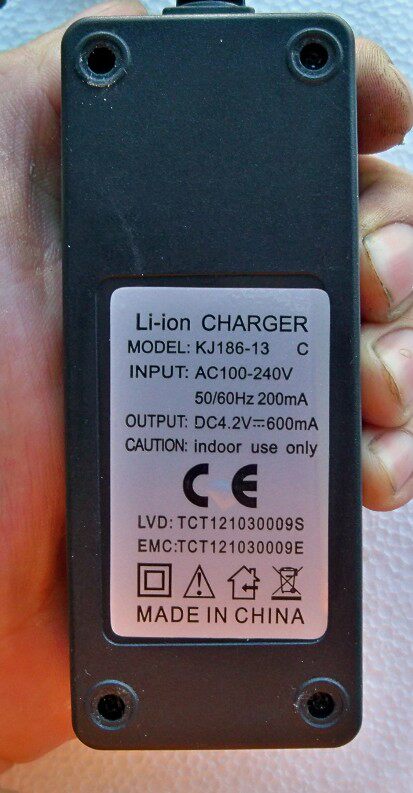 Li-ion CHARGER
MODEL: KJ186-13 C
INPUT: AC100-240V
50/60Hz 200mA
OUTPUT: DC4.2V⎓600mA
CAUTION: indoor use only
CE
LVD: TCT121030009S
EMC:TCT121030009E
MADE IN CHINA